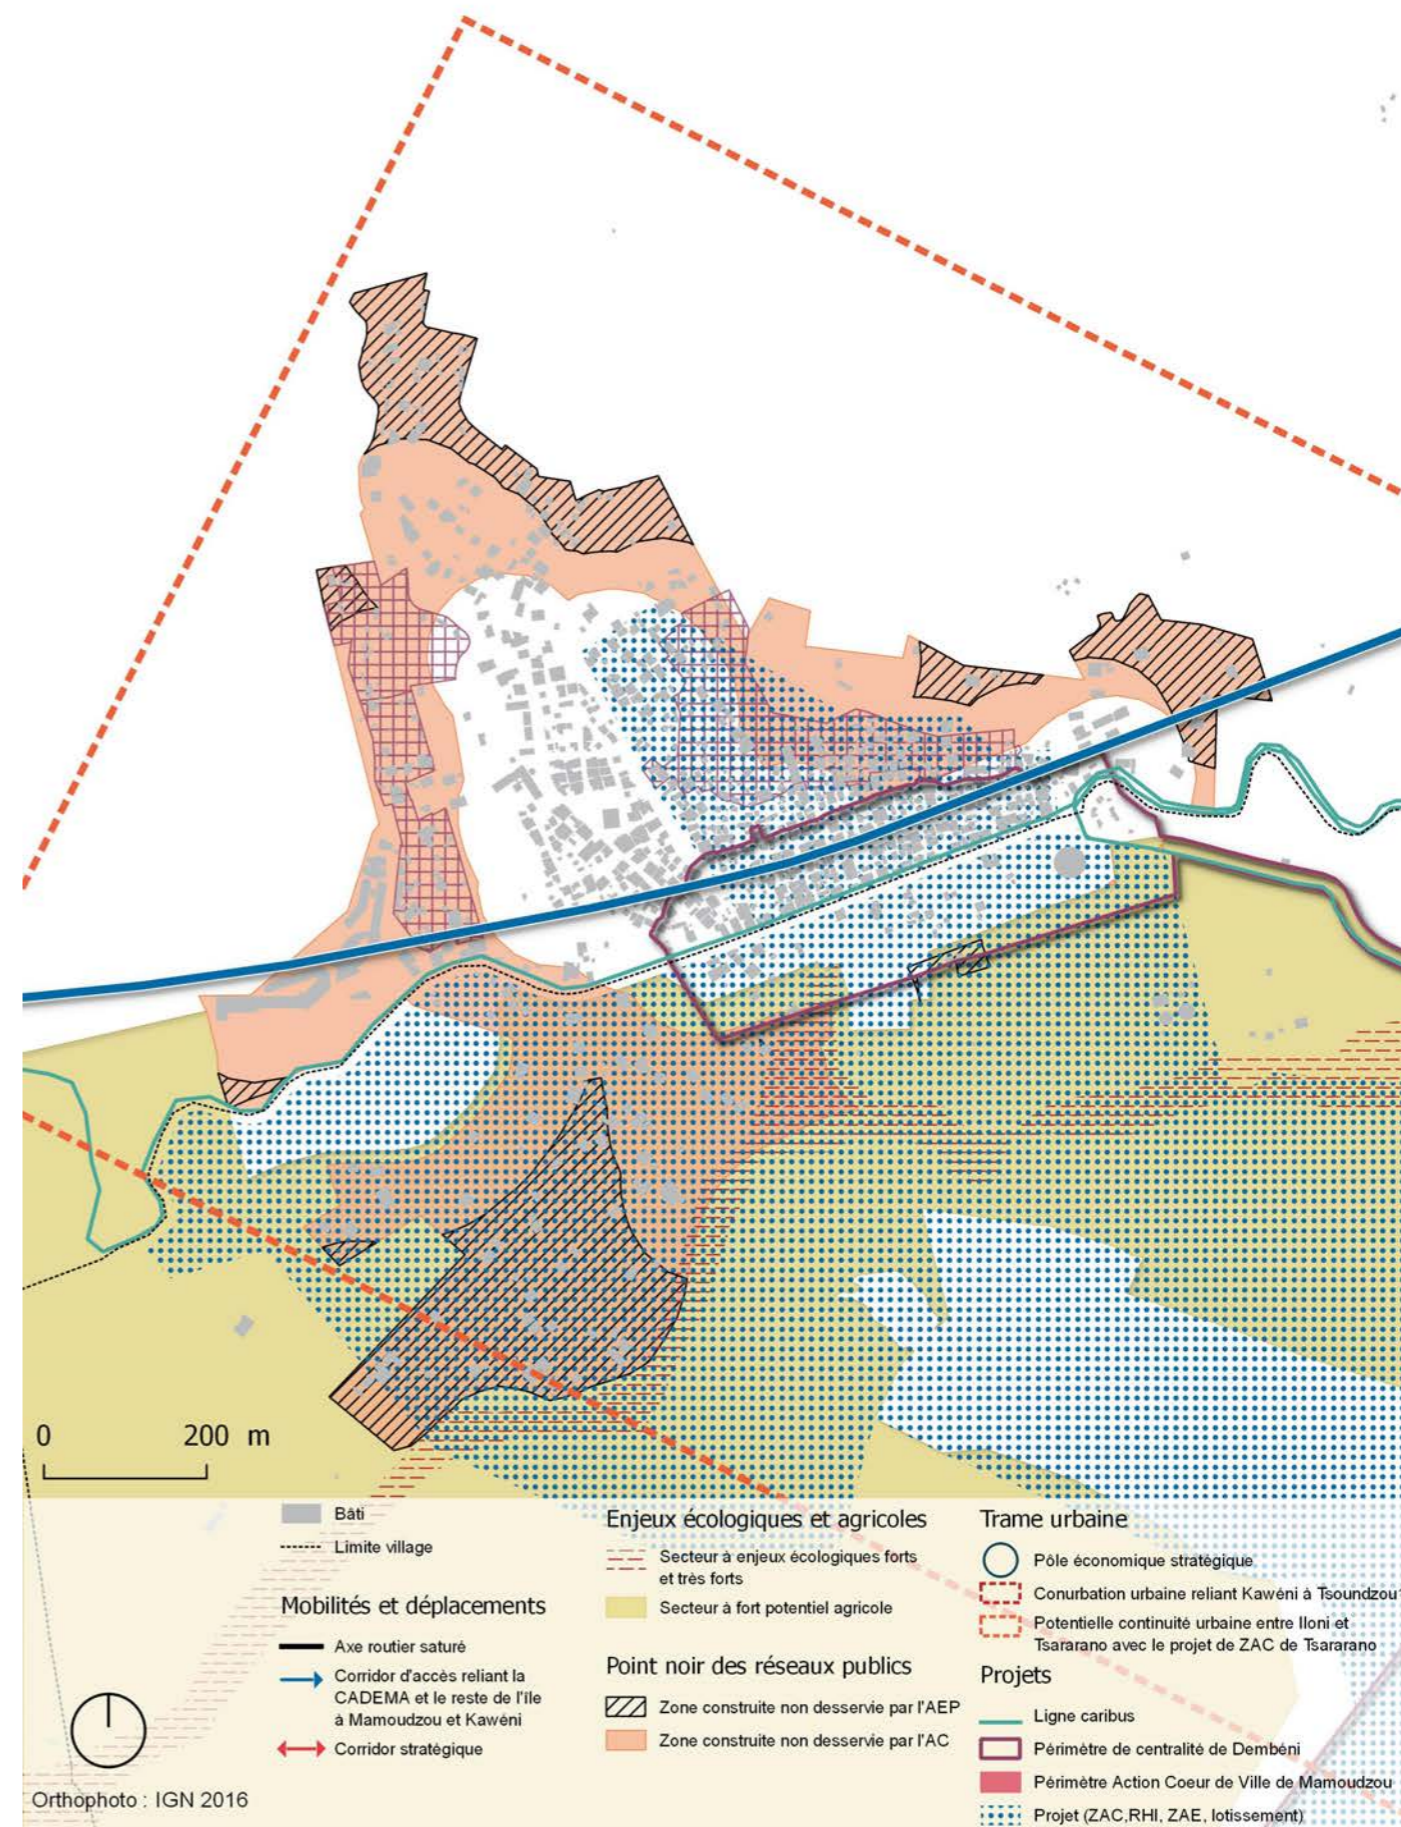 0 200 m
Bâti
Limite village
Mobilités et déplacements
Axe routier saturé
Corridor d'accès reliant la
CADEMA et le reste de l'île
à Mamoudzou et Kawéni
Corridor stratégique
Orthophoto : IGN 2016
Enjeux écologiques et agricoles
Secteur à enjeux écologiques forts
et très forts
Secteur à fort potentiel agricole
Point noir des réseaux publics
Zone construite non desservie par l'AEP
Zone construite non desservie par l'AC
Trame urbaine
Pôle économique stratégique
Conurbation urbaine reliant Kawéni à Tsoundzou
Potentielle continuité urbaine entre Iloni et
Tsararano avec le projet de ZAC de Tsararano
Projets
Ligne caribus
Périmètre de centralité de Dembéni
Périmètre Action Coeur de Ville de Mamoudzou
Projet (ZAC,RHI, ZAE, lotissement)